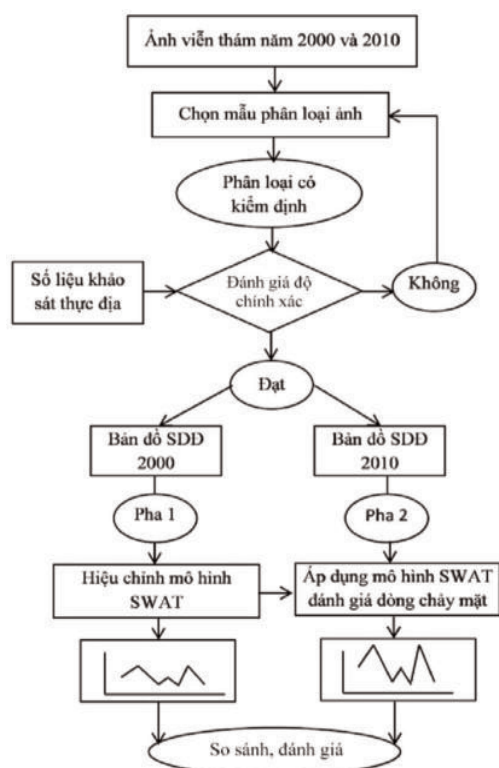 Ảnh viễn thám năm 2000 và 2010
Chọn mẫu phân loại ảnh
Phân loại có
kiểm định
Số liệu khảo
sát thực địa
Đánh giá độ
chính xác
Không
Đạt
Bản đồ SDĐ
2000
Bản đồ SDĐ
2010
Pha 1
Pha 2
Hiệu chỉnh mô hình
SWAT
Áp dụng mô hình SWAT
đánh giá dòng chảy mặt
So sánh, đánh giá